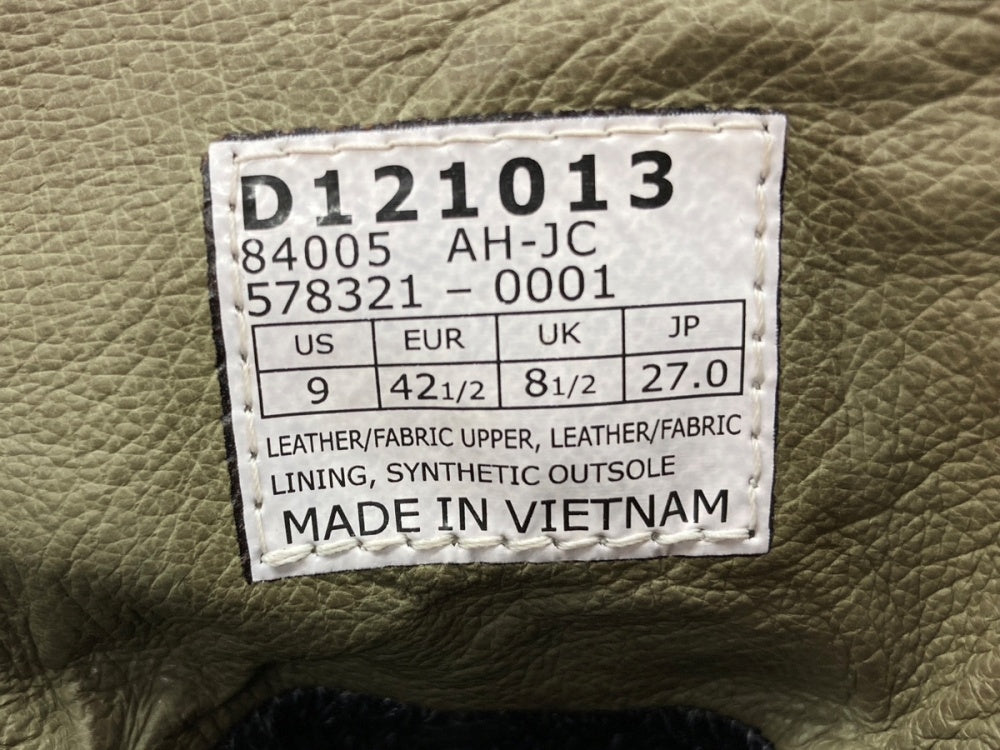 D121013
84005 AH-JC
578321 – 0001
US EUR UK JP
9 42 1/2 8 1/2 27.0
LEATHER/FABRIC UPPER, LEATHER/FABRIC
LINING, SYNTHETIC OUTSOLE
MADE IN VIETNAM